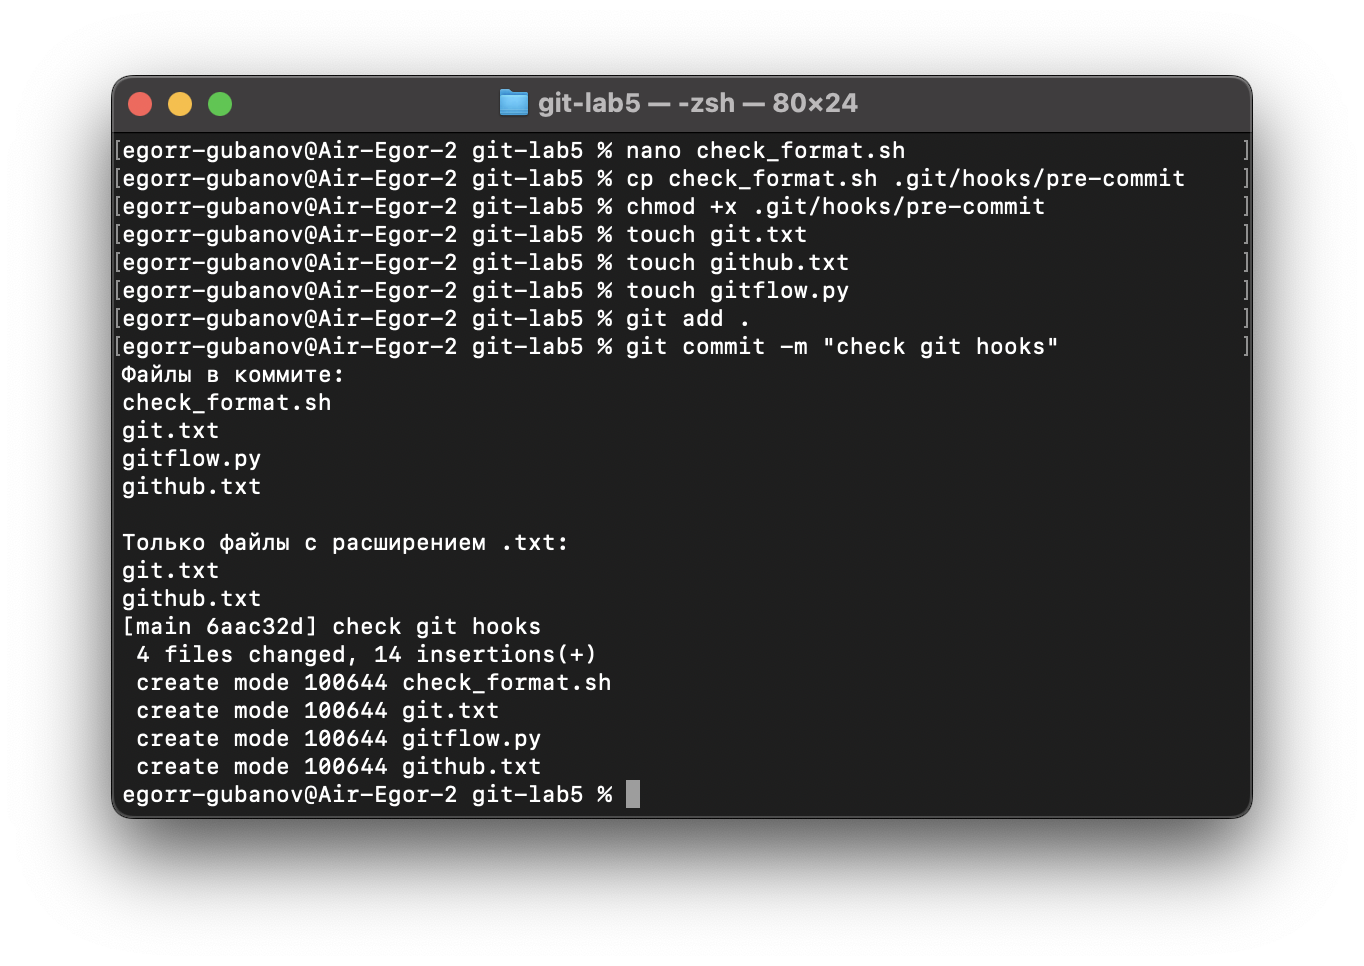 git-lab5 — -zsh — 80×24
[egorr-gubanov@Air-Egor-2 git-lab5 % nano check_format.sh ]
[egorr-gubanov@Air-Egor-2 git-lab5 % cp check_format.sh .git/hooks/pre-commit ]
[egorr-gubanov@Air-Egor-2 git-lab5 % chmod +x .git/hooks/pre-commit ]
[egorr-gubanov@Air-Egor-2 git-lab5 % touch git.txt ]
[egorr-gubanov@Air-Egor-2 git-lab5 % touch github.txt ]
[egorr-gubanov@Air-Egor-2 git-lab5 % touch gitflow.py ]
[egorr-gubanov@Air-Egor-2 git-lab5 % git add . ]
[egorr-gubanov@Air-Egor-2 git-lab5 % git commit -m "check git hooks" ]
Файлы в коммите:
check_format.sh
git.txt
gitflow.py
github.txt

Только файлы с расширением .txt:
git.txt
github.txt
[main 6aac32d] check git hooks
 4 files changed, 14 insertions(+)
 create mode 100644 check_format.sh
 create mode 100644 git.txt
 create mode 100644 gitflow.py
 create mode 100644 github.txt
egorr-gubanov@Air-Egor-2 git-lab5 %